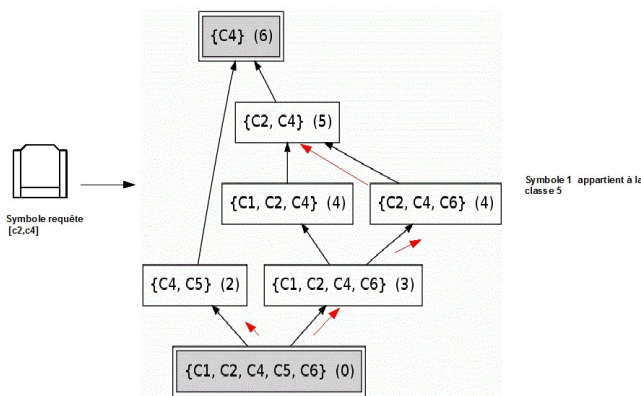 {C4} (6)
{C2, C4} (5)
Symbole requête
[c2,c4]
{C1, C2, C4} (4)
{C2, C4, C6} (4)
Symbole 1 appartient à la
classe 5
{C4, C5} (2)
{C1, C2, C4, C6} (3)
{C1, C2, C4, C5, C6} (0)